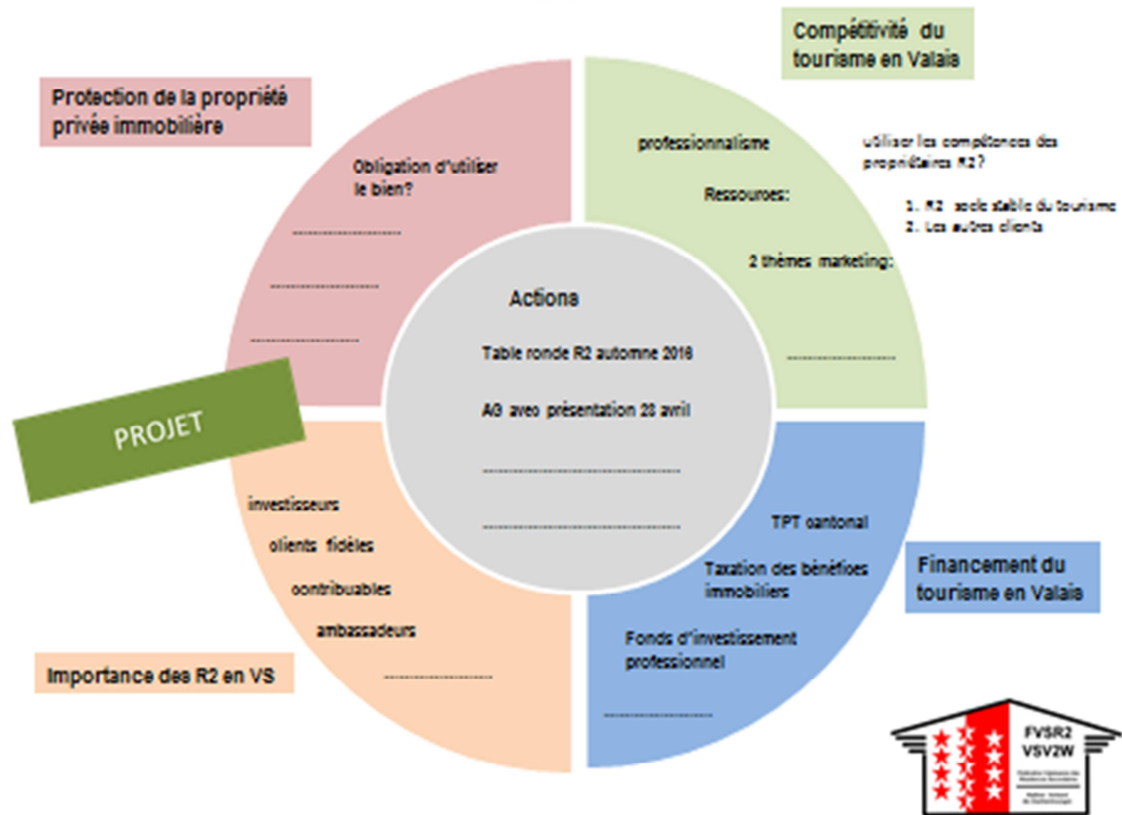 Compétitivité du
tourisme en Valais
Protection de la propriété
privée immobilière
professionnalisme
utiliser les compétences des
propriétaires R2?
Obligation d'utiliser
le bien?
Ressources:
1. R2 socle stable du tourisme
2. Les autres clients
2 thèmes marketing:
Actions
Table ronde R2 automne 2016
AG avec présentation 23 avril
PROJET
investisseurs
clients fidèles
contribuables
ambassadeurs
TPT cantonal
Taxation des bénéfices
immobiliers
Fonds d'investissement
professionnel
Financement du
tourisme en Valais
Importance des R2 en VS
FVSR2
VSV2W